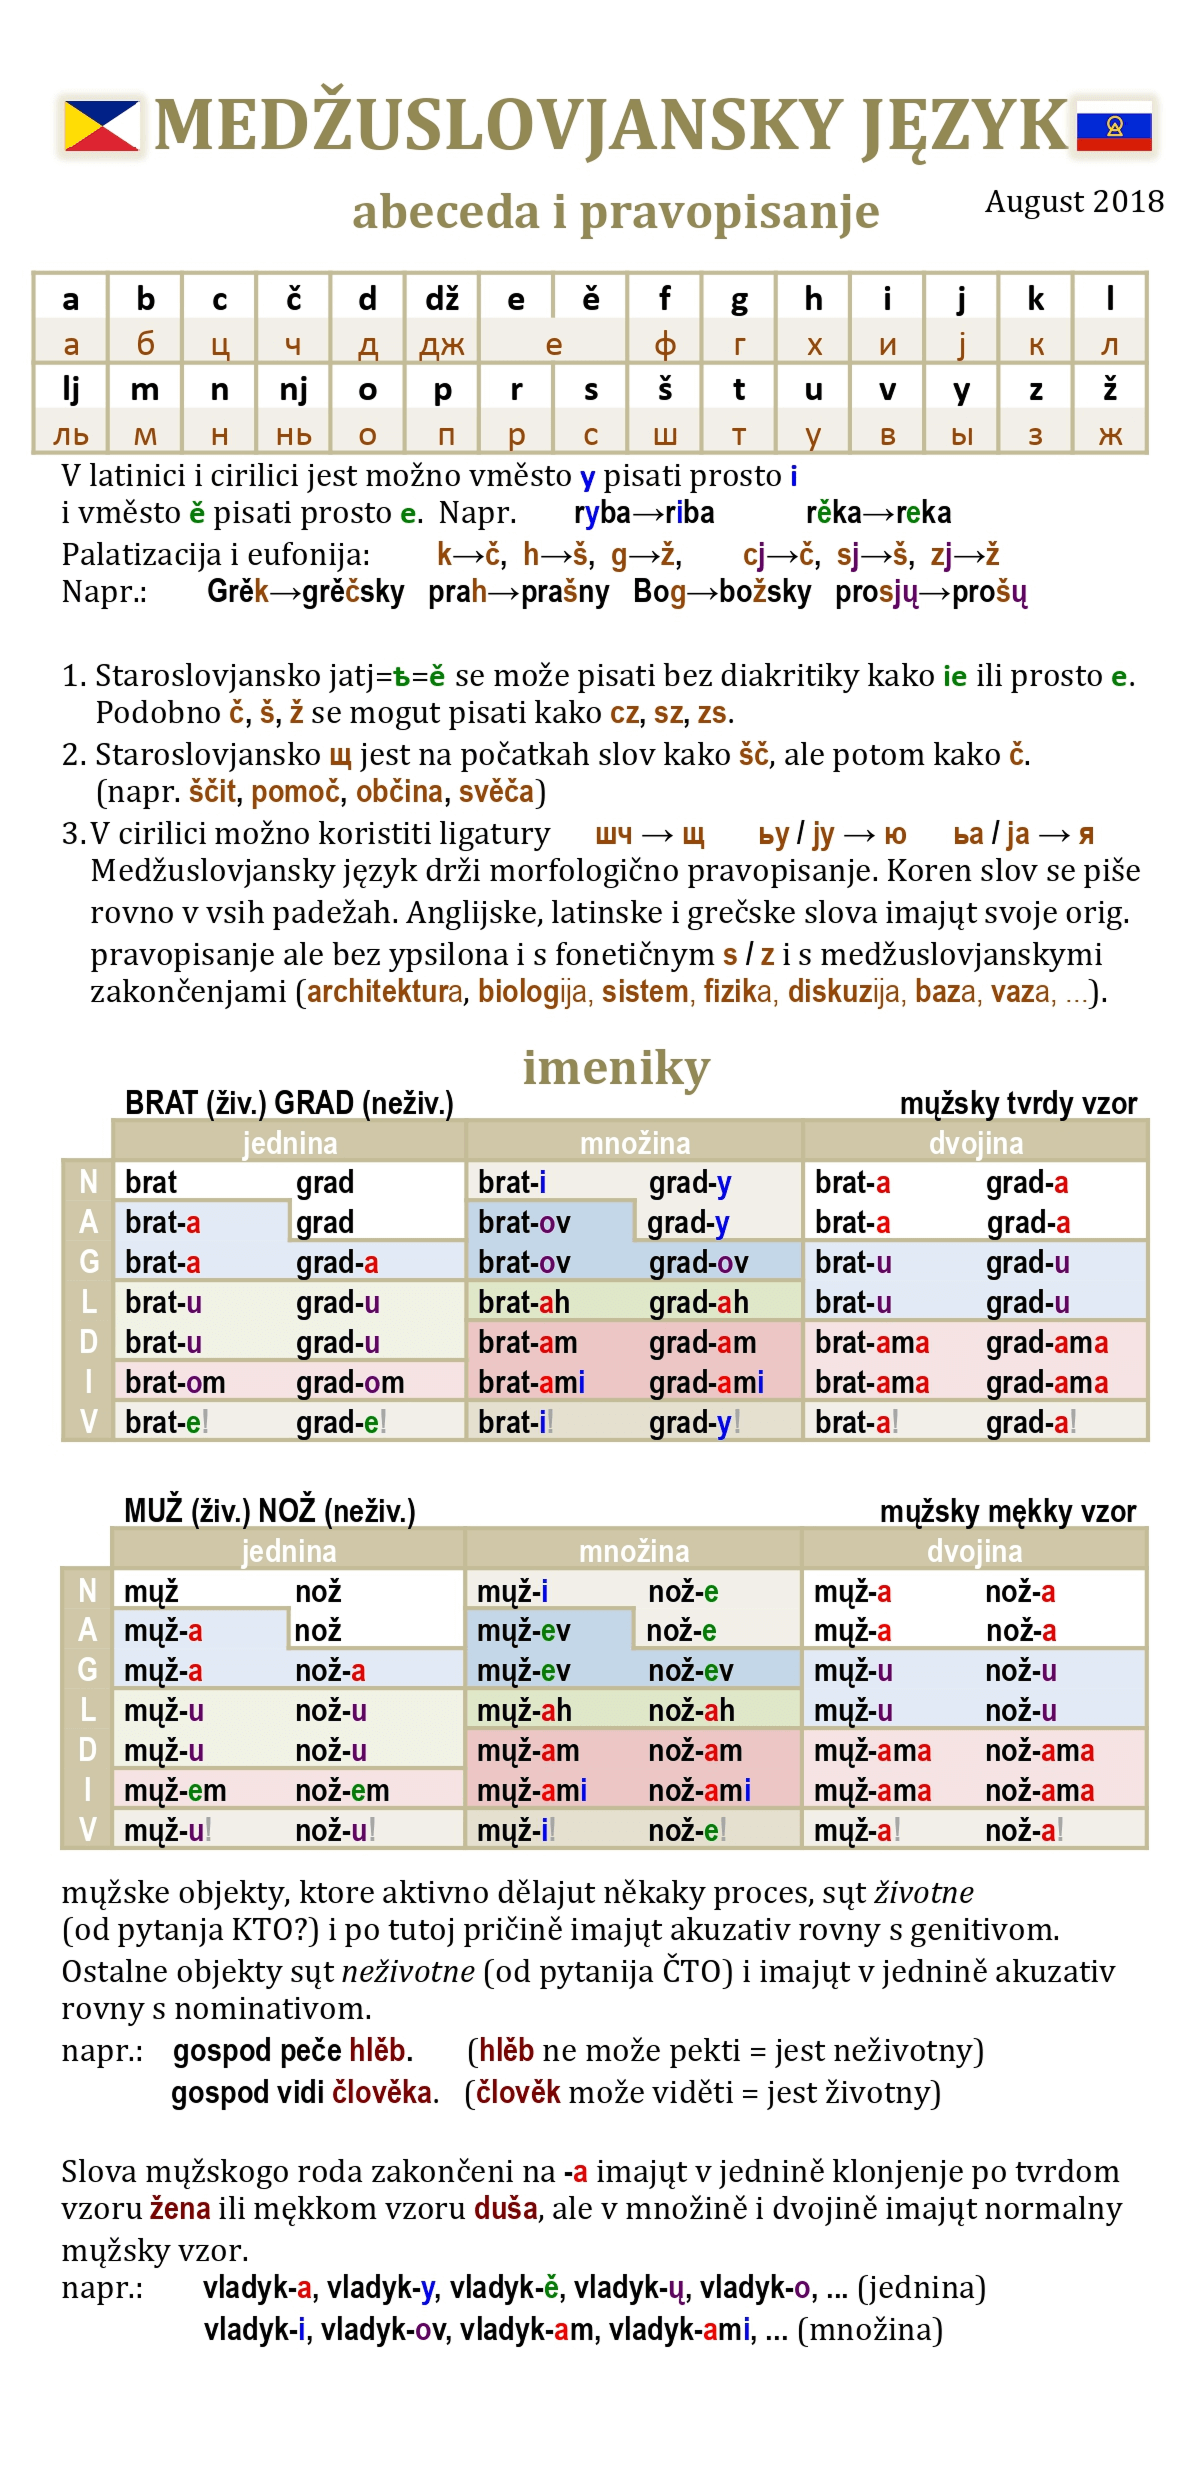 MEDŽUSLOVJANSKY JĘZYK
abeceda i pravopisanje
August 2018
a b c č d dž e ě f g h i j k l
а б ц ч д дж е ф г х и ј к л
lj m n nj o p r s š t u v y z ž
ль м н нь о п р с ш т у в ы з ж
V latinici i cirilici jest možno vměsto y pisati prosto i
i vměsto ě pisati prosto e. Napr. ryba→riba rěka→reka
Palatizacija i eufonija: k→č, h→š, g→ž, cj→č, sj→š, zj→ž
Napr.: Grěk→grěčsky prah→prašny Bog→božsky prosjų→prošų
1. Staroslovjansko jatj=ѣ=ě se može pisati bez diakritiky kako ie ili prosto e.
Podobno č, š, ž se mogut pisati kako cz, sz, zs.
2. Staroslovjansko щ jest na počatkah slov kako šč, ale potom kako č.
(napr. ščit, pomoč, občina, svěča)
3. V cirilici možno koristiti ligatury шч → щ ьу / ју → ю ьа / ја → я
Medžuslovjansky język drži morfologično pravopisanje. Koren slov se piše
rovno v vsih padežah. Anglijske, latinske i grečske slova imajųt svoje orig.
pravopisanje ale bez ypsilona i s fonetičnym s / z i s medžuslovjanskymi
zakončenjami (architektura, biologija, sistem, fizika, diskuzija, baza, vaza, ...).
imeniky
BRAT (živ.) GRAD (neživ.) mųžsky tvrdy vzor
jednina množina dvojina
N brat grad brat-i grad-y brat-a grad-a
A brat-a grad brat-ov grad-y brat-a grad-a
G brat-a grad-a brat-ov grad-ov brat-u grad-u
L brat-u grad-u brat-ah grad-ah brat-u grad-u
D brat-u grad-u brat-am grad-am brat-ama grad-ama
I brat-om grad-om brat-ami grad-ami brat-ama grad-ama
V brat-e! grad-e! brat-i! grad-y! brat-a! grad-a!
MUŽ (živ.) NOŽ (neživ.) mųžsky mękky vzor
jednina množina dvojina
N mųž nož mųž-i nož-e mųž-a nož-a
A mųž-a nož mųž-ev nož-e mųž-a nož-a
G mųž-a nož-a mųž-ev nož-ev mųž-u nož-u
L mųž-u nož-u mųž-ah nož-ah mųž-u nož-u
D mųž-u nož-u mųž-am nož-am mųž-ama nož-ama
I mųž-em nož-em mųž-ami nož-ami mųž-ama nož-ama
V mųž-u! nož-u! mųž-i! nož-e! mųž-a! nož-a!
mųžske objekty, ktore aktivno dělajut někaky proces, sųt životne
(od pytanja KTO?) i po tutoj pričině imajųt akuzativ rovny s genitivom.
Ostalne objekty sųt neživotne (od pytanija ČTO) i imajųt v jednině akuzativ
rovny s nominativom.
napr.: gospod peče hlěb. (hlěb ne može pekti = jest neživotny)
gospod vidi člověka. (člověk može viděti = jest životny)
Slova mųžskogo roda zakončeni na -a imajųt v jednině klonjenje po tvrdom
vzoru žena ili mękkom vzoru duša, ale v množině i dvojině imajųt normalny
mųžsky vzor.
napr.: vladyk-a, vladyk-y, vladyk-ě, vladyk-ų, vladyk-o, ... (jednina)
vladyk-i, vladyk-ov, vladyk-am, vladyk-ami, ... (množina)